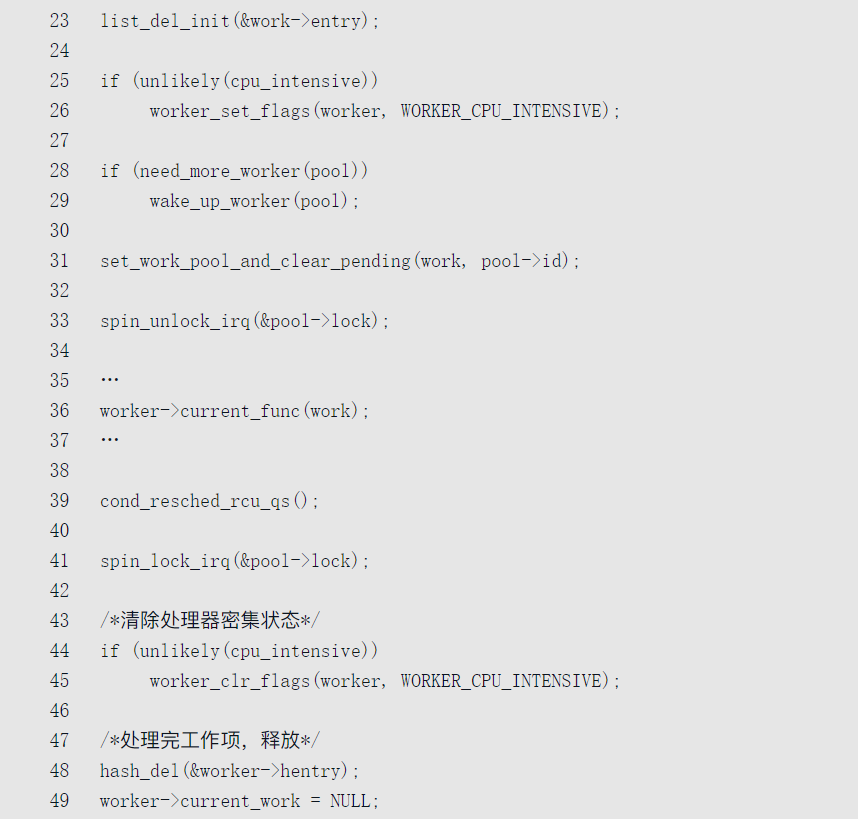 23 list_del_init(&work->entry);
24
25 if (unlikely(cpu_intensive))
26 worker_set_flags(worker, WORKER_CPU_INTENSIVE);
27
28 if (need_more_worker(pool))
29 wake_up_worker(pool);
30
31 set_work_pool_and_clear_pending(work, pool->id);
32
33 spin_unlock_irq(&pool->lock);
34
35 …
36 worker->current_func(work);
37 …
38
39 cond_resched_rcu_qs();
40
41 spin_lock_irq(&pool->lock);
42
43 /*清除处理器密集状态*/
44 if (unlikely(cpu_intensive))
45 worker_clr_flags(worker, WORKER_CPU_INTENSIVE);
46
47 /*处理完工作项，释放*/
48 hash_del(&worker->hentry);
49 worker->current_work = NULL;